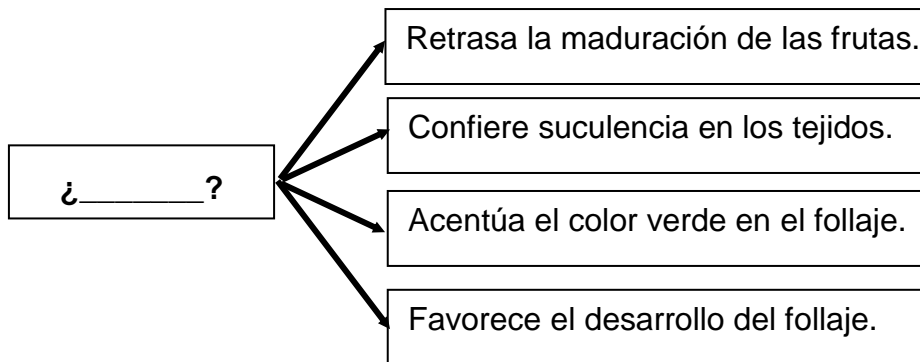 Retrasa la maduración de las frutas.
Confiere suculencia en los tejidos.
¿_______?
Acentúa el color verde en el follaje.
Favorece el desarrollo del follaje.